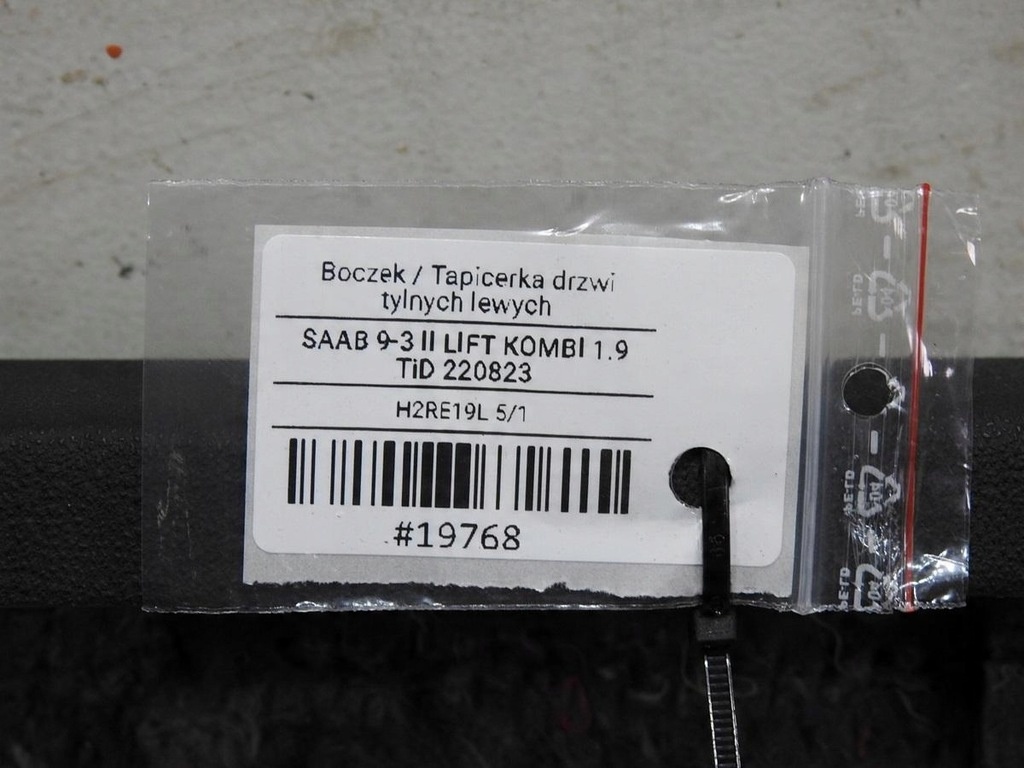 Boczek / Tapicerka drzwi
tylnych lewych
SAAB 9-3 II LIFT KOMBI 1.9
TiD 220823
H2RE19L 5/1
#19768